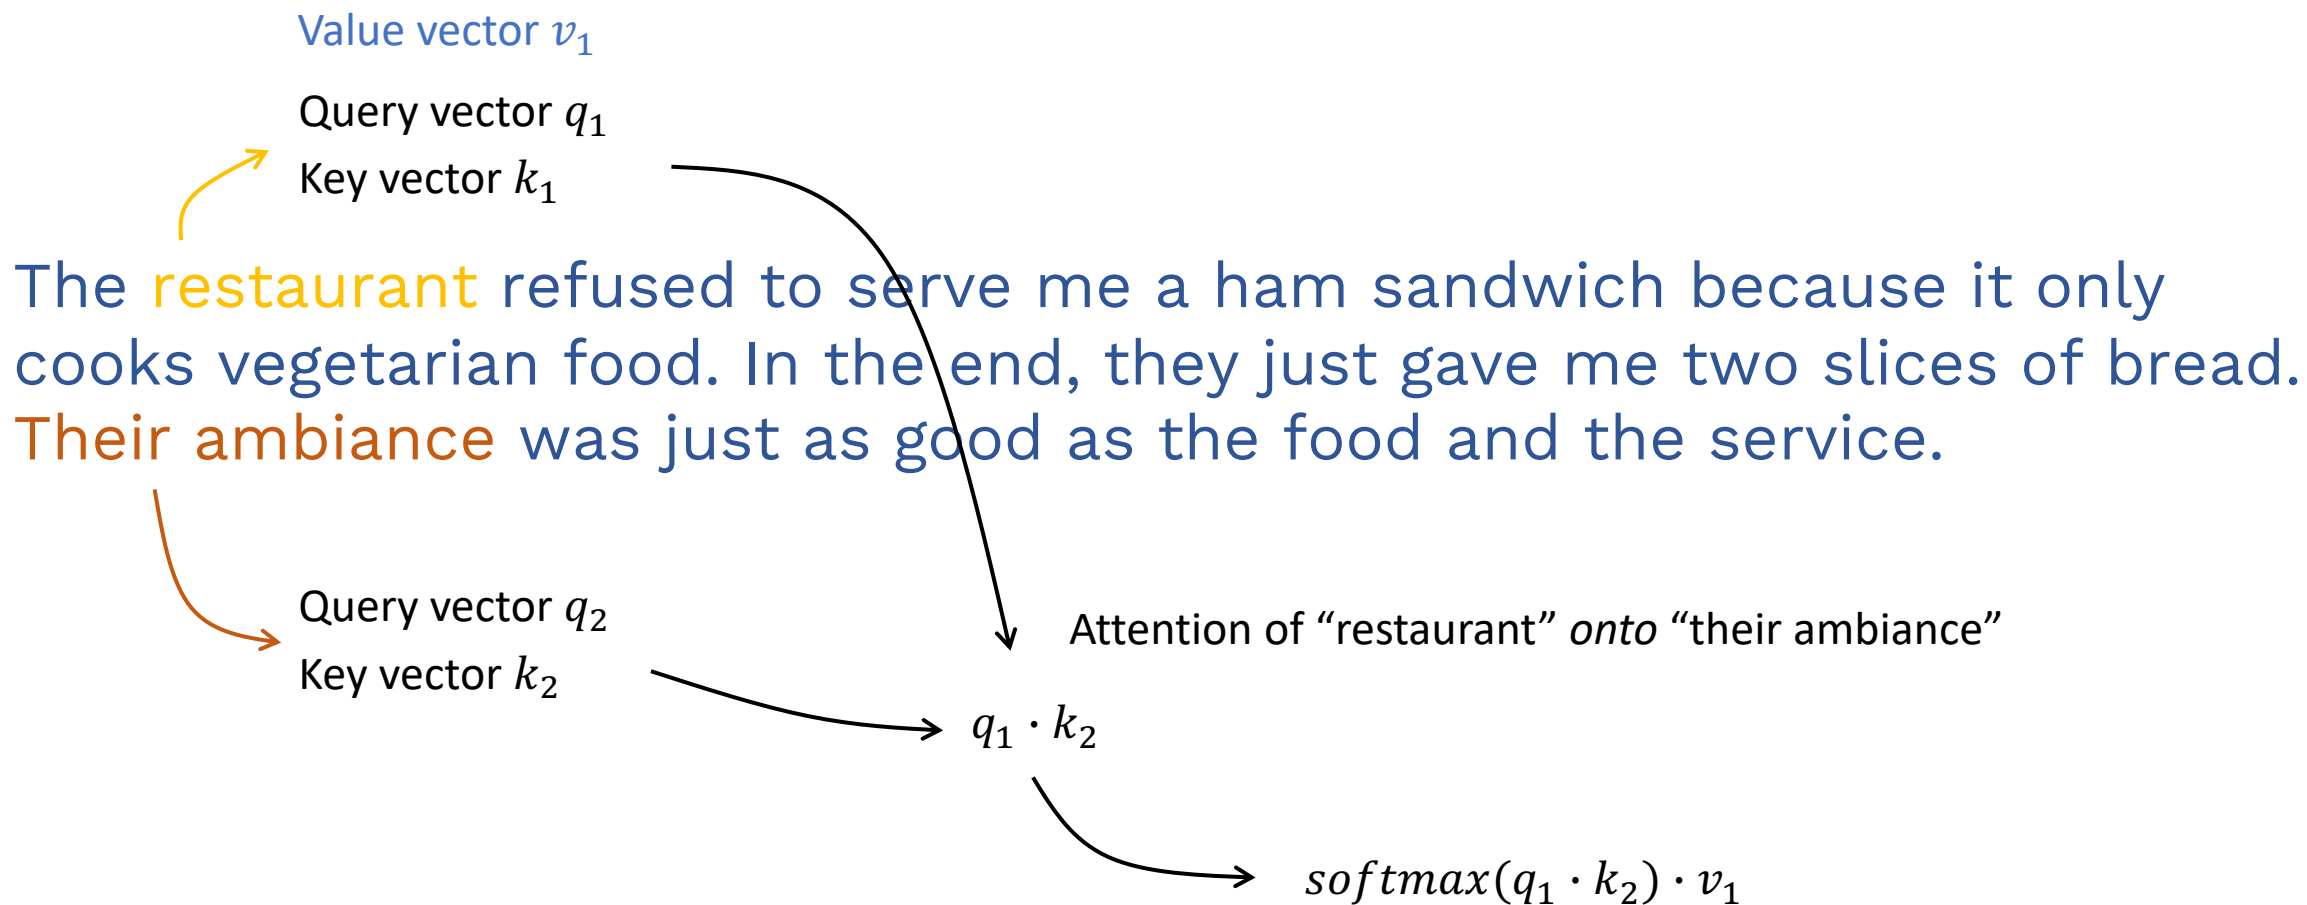 Value vector v₁
Query vector q₁
Key vector k₁
The restaurant refused to serve me a ham sandwich because it only
cooks vegetarian food. In the end, they just gave me two slices of bread.
Their ambiance was just as good as the food and the service.
Query vector q₂
Key vector k₂
Attention of “restaurant” onto “their ambiance”
q₁ · k₂
softmax(q₁ · k₂) · v₁